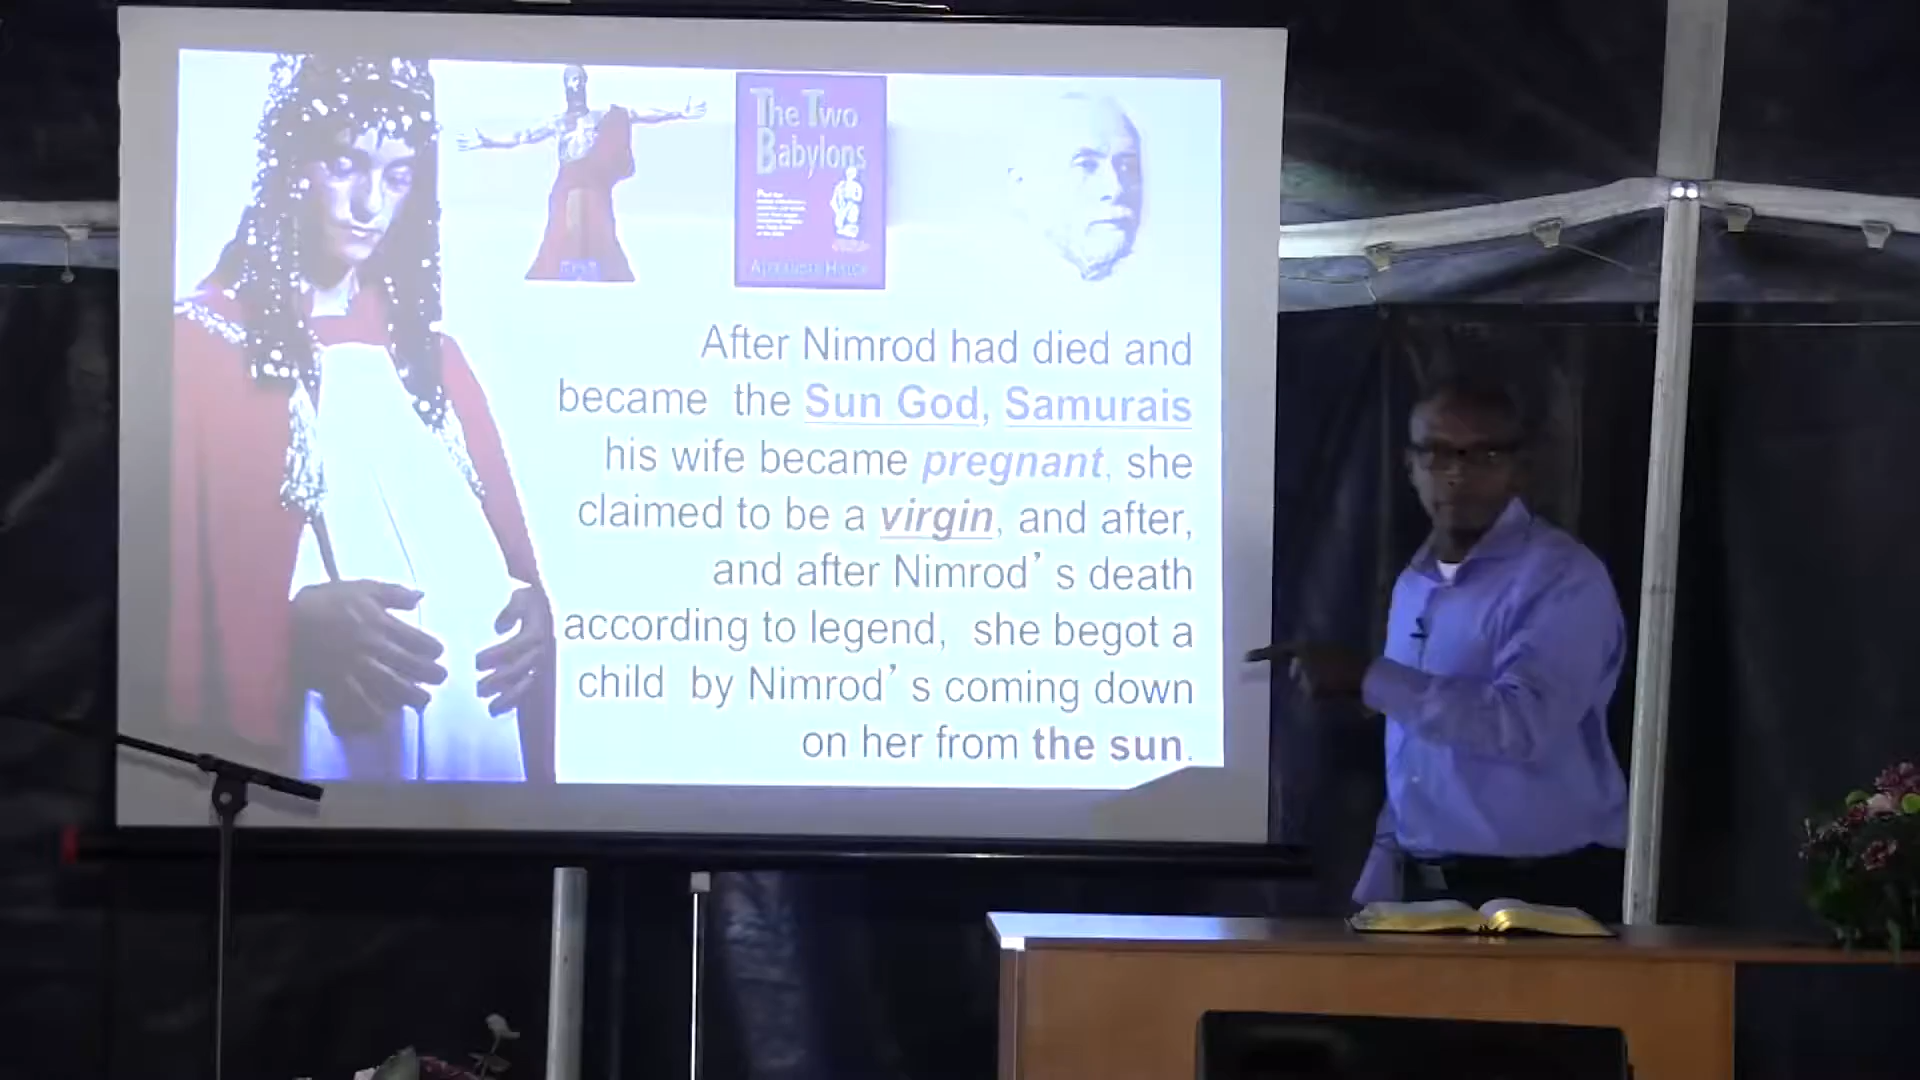 The Two
Babylons
After Nimrod had died and
became the Sun God, Samurais
his wife became pregnant, she
claimed to be a virgin, and after,
and after Nimrod's death
according to legend, she begot a
child by Nimrod's coming down
on her from the sun.